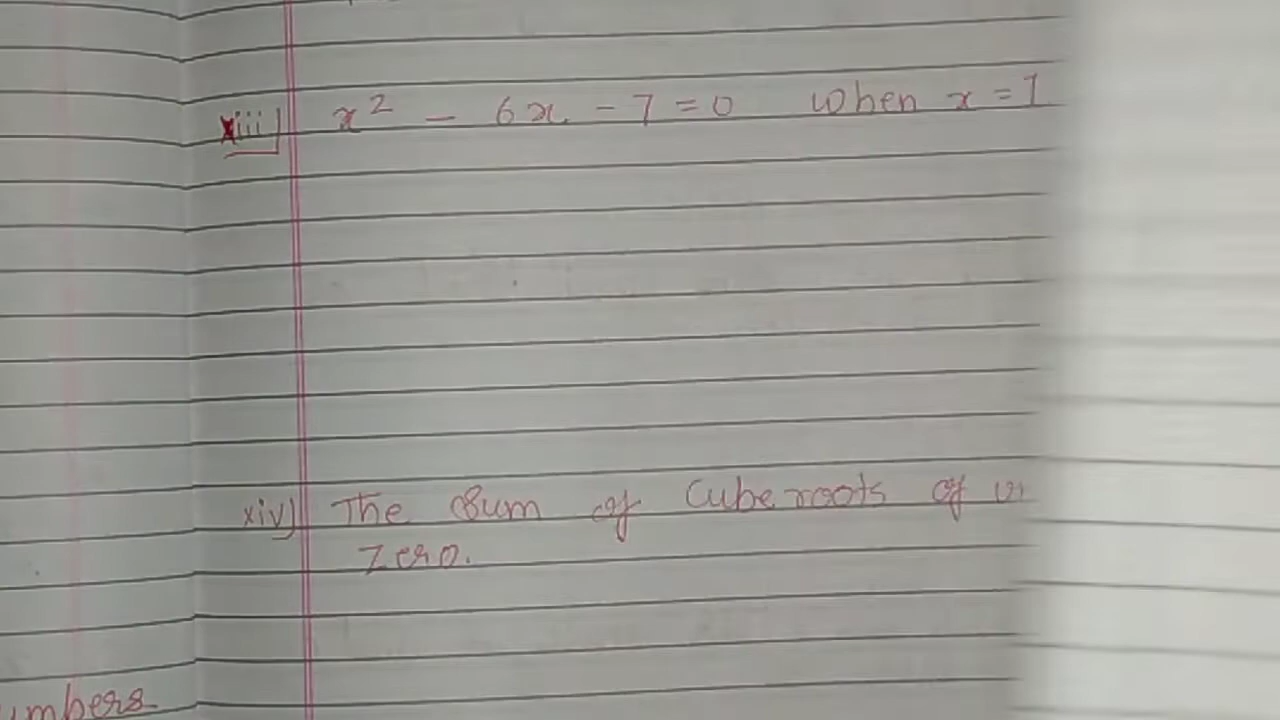 xiii) x² - 6x - 7 = 0 when x = 1
xiv) The sum of Cube roots of
zero.
umbers